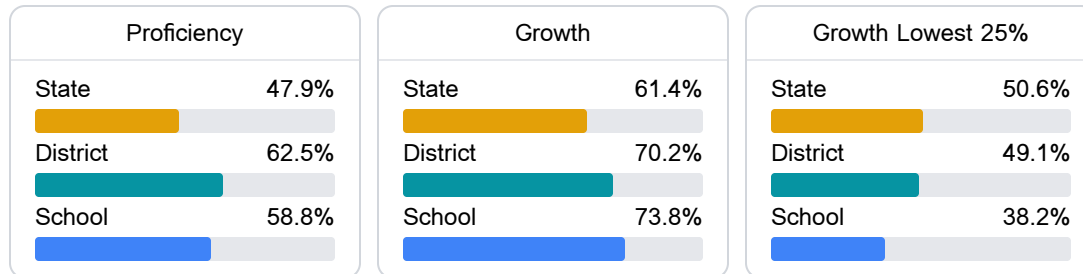 Proficiency
State 47.9%
District 62.5%
School 58.8%
Growth
State 61.4%
District 70.2%
School 73.8%
Growth Lowest 25%
State 50.6%
District 49.1%
School 38.2%